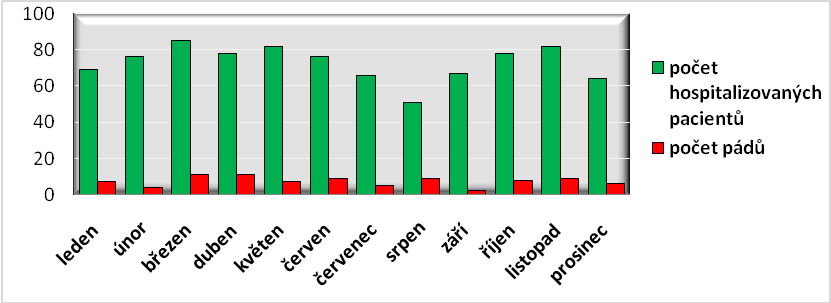 100
80
60
40
20
0
leden
únor
březen
duben
květen
červen
červenec
srpen
září
říjen
listopad
prosinec
počet
hospitalizovaných
pacientů
počet pádů